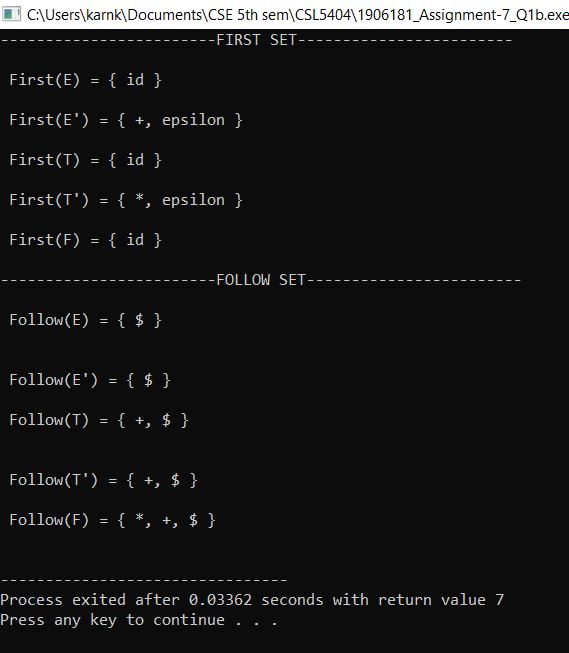 C:\Users\karnk\Documents\CSE 5th sem\CSL5404\1906181_Assignment-7_Q1b.exe
------------------------FIRST SET------------------------
First(E) = { id }
First(E') = { +, epsilon }
First(T) = { id }
First(T') = { *, epsilon }
First(F) = { id }
------------------------FOLLOW SET------------------------
Follow(E) = { $ }
Follow(E') = { $ }
Follow(T) = { +, $ }
Follow(T') = { +, $ }
Follow(F) = { *, +, $ }
--------------------------------
Process exited after 0.03362 seconds with return value 7
Press any key to continue . . .